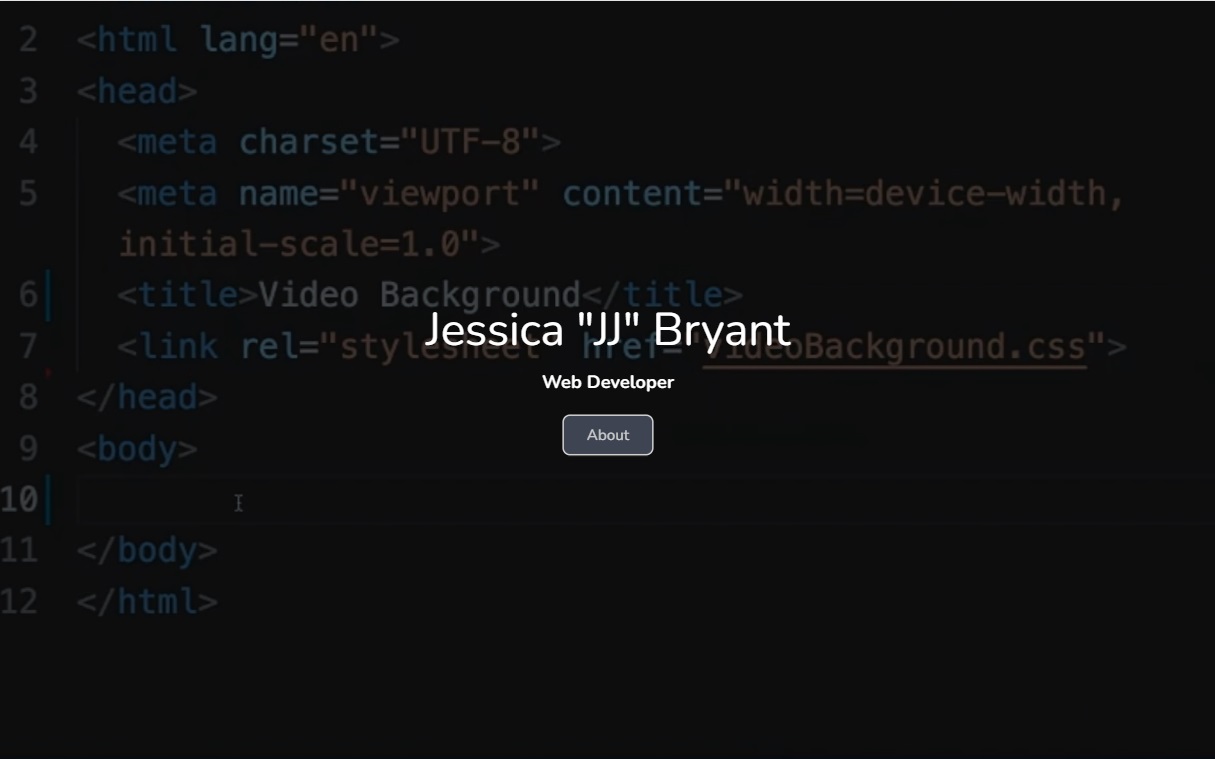 2 <html lang="en">
3 <head>
4 <meta charset="UTF-8">
5 <meta name="viewport" content="width=device-width,
initial-scale=1.0">
6 <title>Video Background</title>
Jessica "JJ" Bryant
7 <link rel="stylesheet" href="videoBackground.css">
Web Developer
8 </head>
About
9 <body>
10
11 </body>
12 </html>